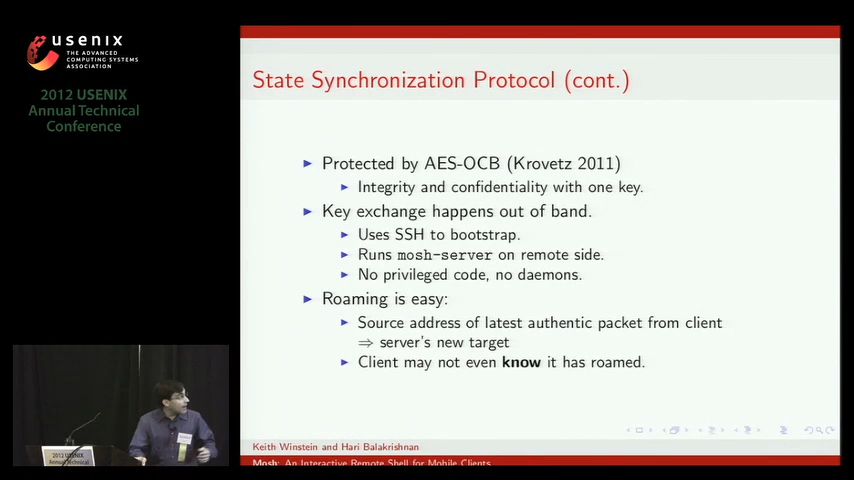 usenix
THE ADVANCED
COMPUTING SYSTEMS
ASSOCIATION
2012 USENIX
Annual Technical
Conference
State Synchronization Protocol (cont.)
Protected by AES-OCB (Krovetz 2011)
Integrity and confidentiality with one key.
Key exchange happens out of band.
Uses SSH to bootstrap.
Runs mosh-server on remote side.
No privileged code, no daemons.
Roaming is easy:
Source address of latest authentic packet from client
⇒ server's new target
Client may not even know it has roamed.
Keith Winstein and Hari Balakrishnan
Mosh: An Interactive Remote Shell for Mobile Clients
2012 USENIX
Annual Technical